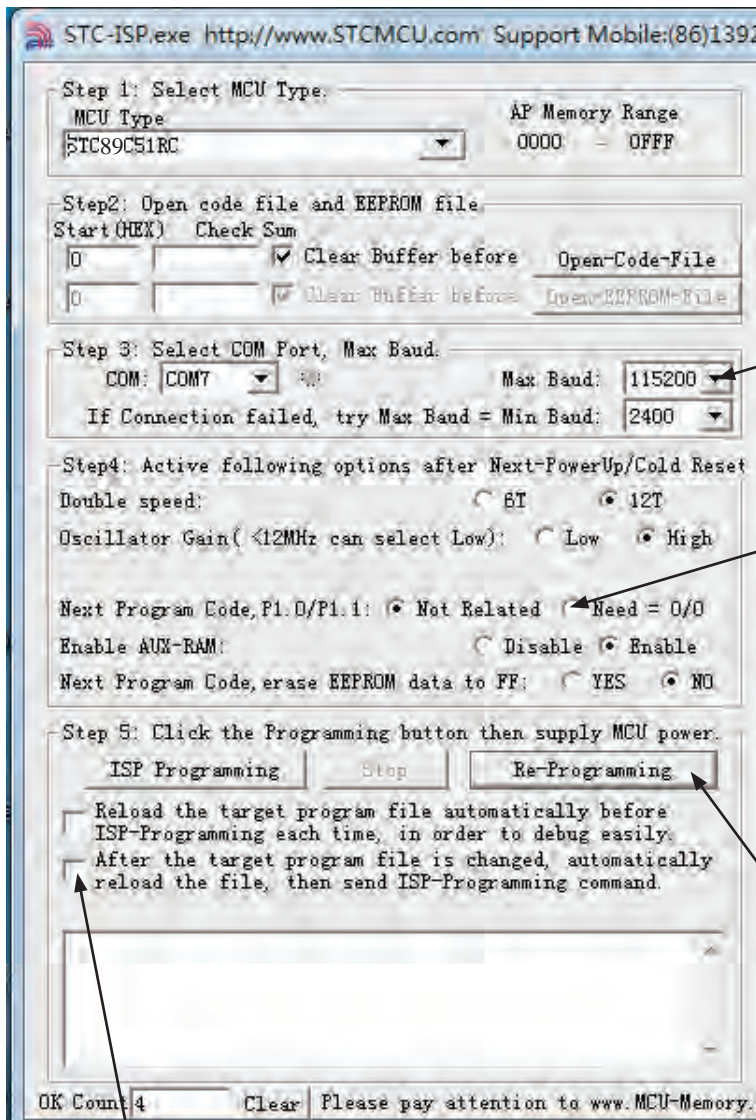 STC-ISP.exe http://www.STCMCU.com Support Mobile:(86)1392
Step 1: Select MCU Type.
MCU Type
AP Memory Range
STC89C51RC
0000 - 0FFF
Step2: Open code file and EEPROM file
Start(HEX) Check Sum
0 Clear Buffer before Open-Code-File
0 Clear Buffer before Open-EEPROM-File
Step 3: Select COM Port, Max Baud.
COM: COM7 Max Baud: 115200
If Connection failed, try Max Baud = Min Baud: 2400
Step4: Active following options after Next-PowerUp/Cold Reset
Double speed: 6T 12T
Oscillator Gain( <12MHz can select Low): Low High
Next Program Code,P1.0/P1.1: Not Related Need = 0/0
Enable AUX-RAM: Disable Enable
Next Program Code,erase EEPROM data to FF: YES NO
Step 5: Click the Programming button then supply MCU power.
ISP Programming Stop Re-Programming
Reload the target program file automatically before
ISP-Programming each time, in order to debug easily.
After the target program file is changed, automatically
reload the file, then send ISP-Programming command.
OK Count 4 Clear Please pay attention to www.MCU-Memory